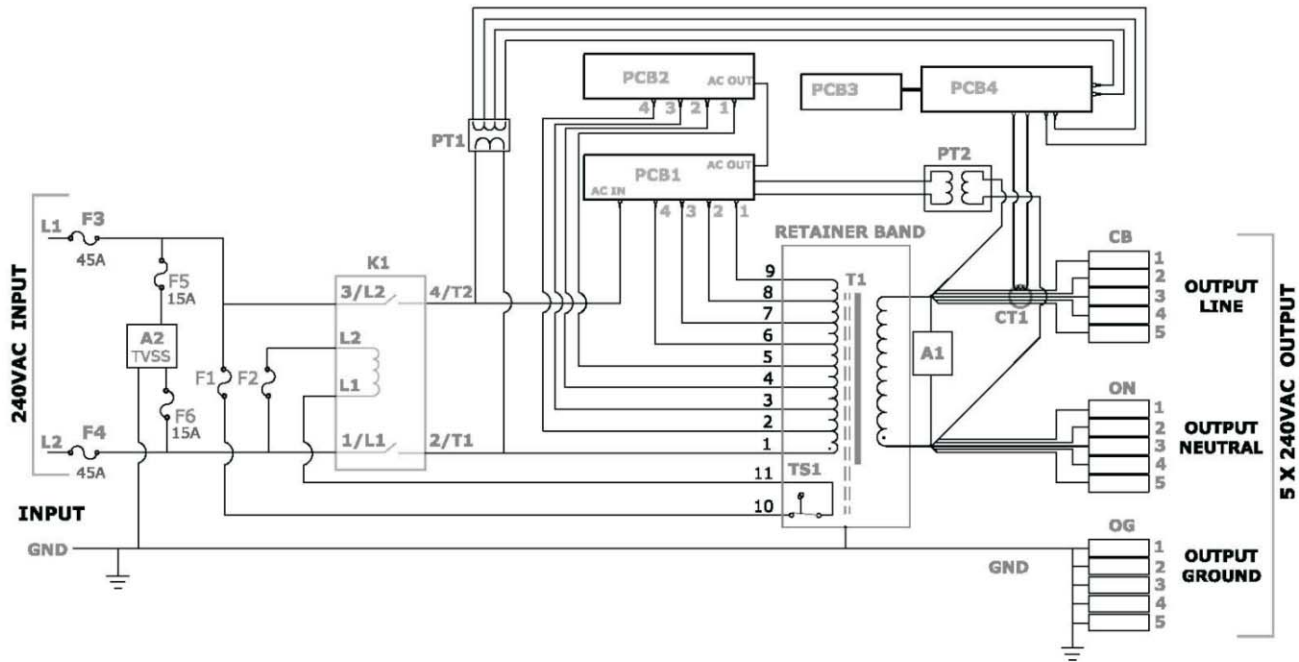 PCB2
AC OUT
4 3 2 1
PCB3
PCB4
PT1
PCB1
AC OUT
AC IN
4 3 2 1
PT2
240VAC INPUT
L1
F3
45A
F5
15A
A2
TVSS
F6
15A
F1
F2
L2
F4
45A
K1
3/L2
4/T2
L2
L1
1/L1
2/T1
RETAINER BAND
T1
9
8
7
6
5
4
3
2
1
11
10
TS1
A1
CT1
CB
1
2
3
4
5
OUTPUT
LINE
ON
1
2
3
4
5
OUTPUT
NEUTRAL
OG
1
2
3
4
5
OUTPUT
GROUND
5 X 240VAC OUTPUT
INPUT
GND
GND